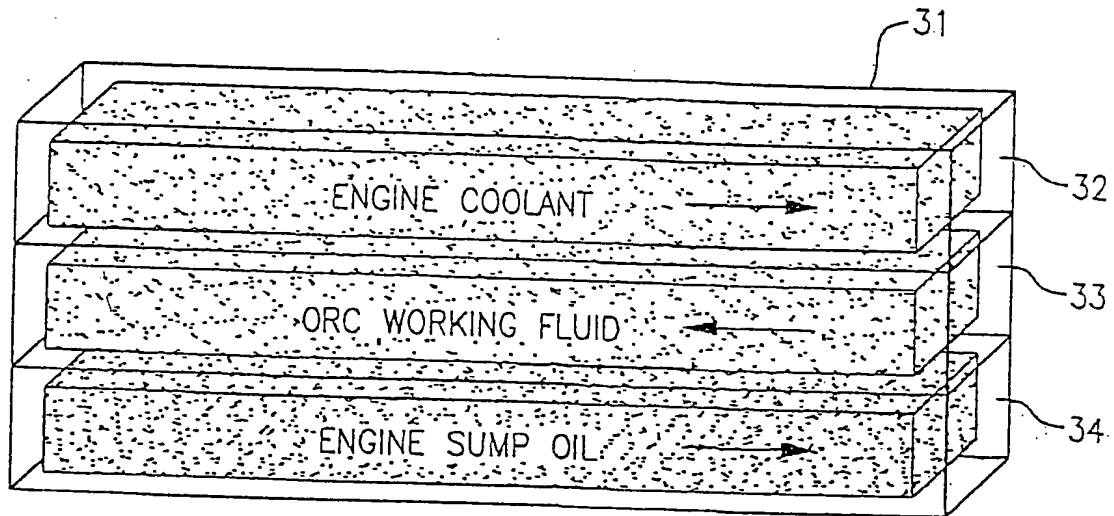 31
ENGINE COOLANT
32
ORC WORKING FLUID
33
ENGINE SUMP OIL
34